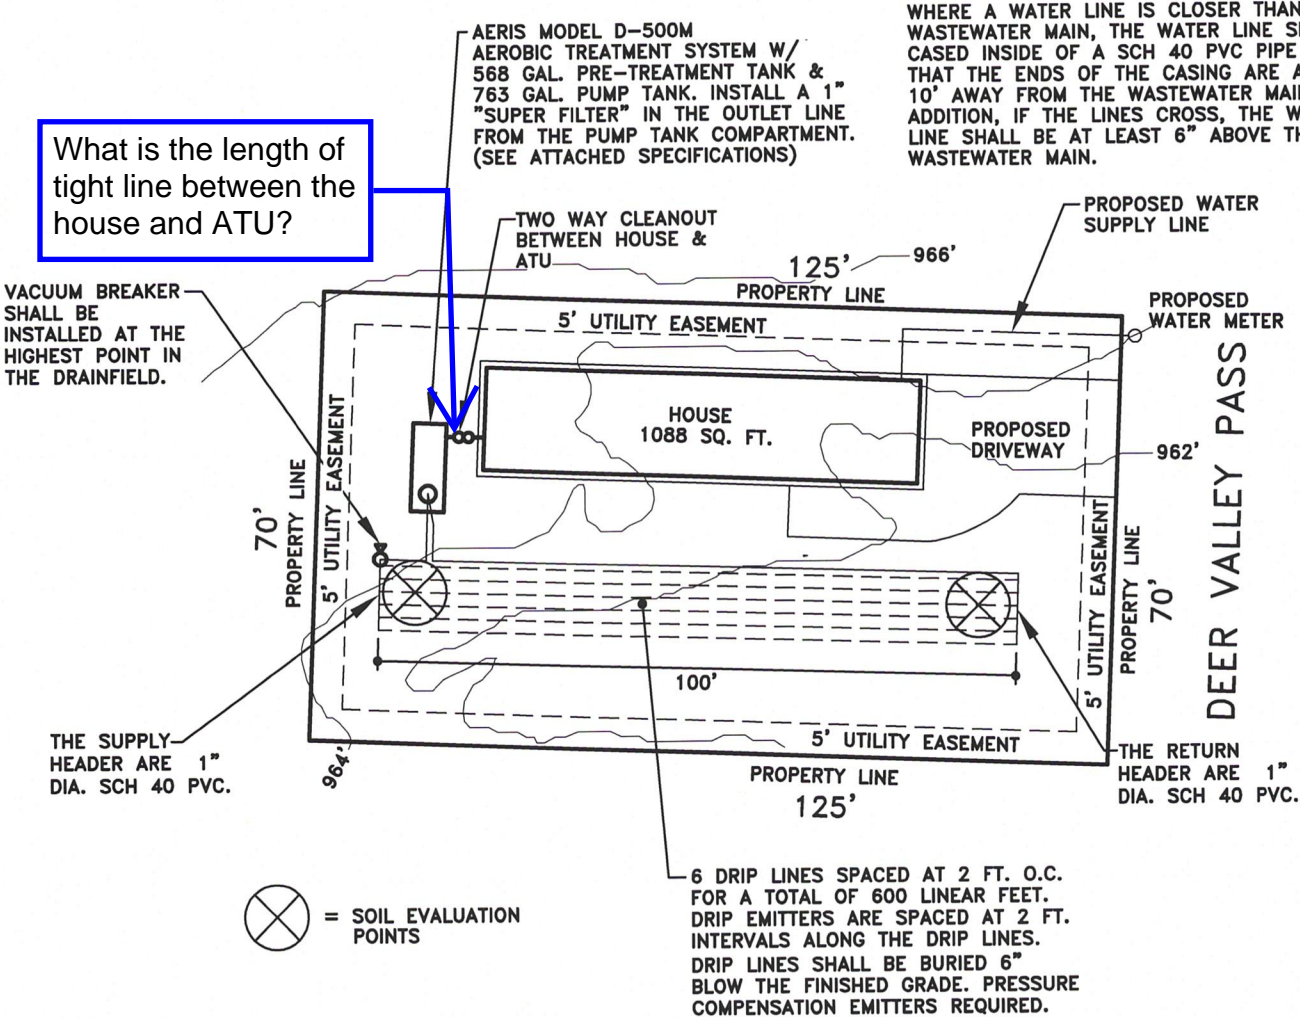 AERIS MODEL D-500M
AEROBIC TREATMENT SYSTEM W/
568 GAL. PRE-TREATMENT TANK &
763 GAL. PUMP TANK. INSTALL A 1"
"SUPER FILTER" IN THE OUTLET LINE
FROM THE PUMP TANK COMPARTMENT.
(SEE ATTACHED SPECIFICATIONS)
WHERE A WATER LINE IS CLOSER THAN
WASTEWATER MAIN, THE WATER LINE
CASED INSIDE OF A SCH 40 PVC PIPE
THAT THE ENDS OF THE CASING ARE
10' AWAY FROM THE WASTEWATER
ADDITION, IF THE LINES CROSS, THE
LINE SHALL BE AT LEAST 6" ABOVE
WASTEWATER MAIN.
What is the length of
tight line between the
house and ATU?
TWO WAY CLEANOUT
BETWEEN HOUSE &
ATU
PROPOSED WATER
SUPPLY LINE
VACUUM BREAKER
SHALL BE
INSTALLED AT THE
HIGHEST POINT IN
THE DRAINFIELD.
125'
966'
PROPERTY LINE
PROPOSED
WATER METER
5' UTILITY EASEMENT
HOUSE
1088 SQ. FT.
PROPOSED
DRIVEWAY
962'
DEER VALLEY PASS
70'
PROPERTY LINE
5' UTILITY EASEMENT
5' UTILITY EASEMENT
PROPERTY LINE
70'
100'
THE SUPPLY
HEADER ARE 1"
DIA. SCH 40 PVC.
964'
5' UTILITY EASEMENT
PROPERTY LINE
125'
THE RETURN
HEADER ARE 1"
DIA. SCH 40 PVC.
= SOIL EVALUATION
POINTS
6 DRIP LINES SPACED AT 2 FT. O.C.
FOR A TOTAL OF 600 LINEAR FEET.
DRIP EMITTERS ARE SPACED AT 2 FT.
INTERVALS ALONG THE DRIP LINES.
DRIP LINES SHALL BE BURIED 6"
BLOW THE FINISHED GRADE. PRESSURE
COMPENSATION EMITTERS REQUIRED.